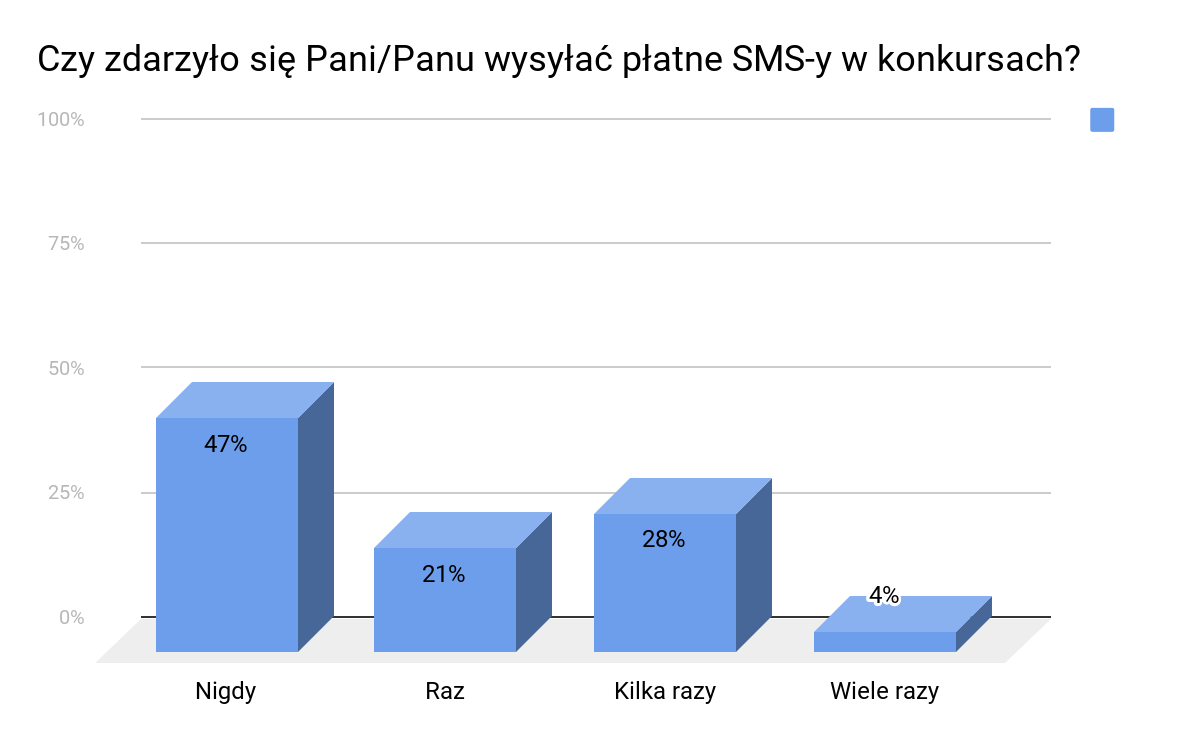 Czy zdarzyło się Pani/Panu wysyłać płatne SMS-y w konkursach?
100%
75%
50%
25%
0%
47%
21%
28%
4%
Nigdy
Raz
Kilka razy
Wiele razy